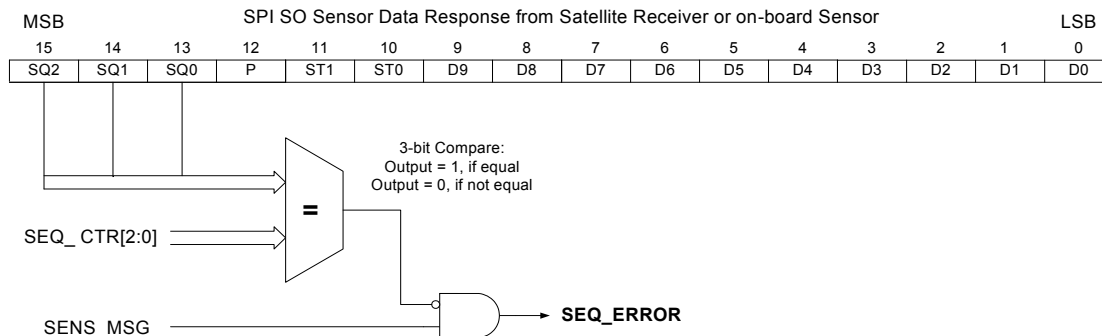 SPI SO Sensor Data Response from Satellite Receiver or on-board Sensor
MSB LSB
15 14 13 12 11 10 9 8 7 6 5 4 3 2 1 0
SQ2 SQ1 SQ0 P ST1 ST0 D9 D8 D7 D6 D5 D4 D3 D2 D1 D0
3-bit Compare:
Output = 1, if equal
Output = 0, if not equal
=
SEQ_ CTR[2:0]
SEQ_ERROR
SENS_MSG